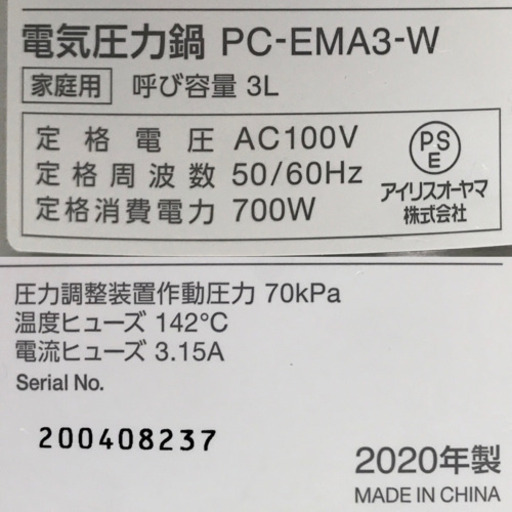 電気圧力鍋 PC-EMA3-W
家庭用 呼び容量 3L
定格電圧 AC100V
定格周波数 50/60Hz
定格消費電力 700W
PS
E
アイリスオーヤマ
株式会社
圧力調整装置作動圧力 70kPa
温度ヒューズ 142°C
電流ヒューズ 3.15A
Serial No.
200408237
2020年製
MADE IN CHINA